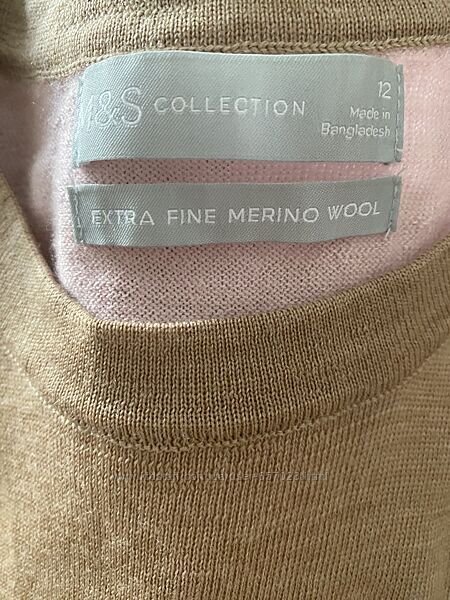 M&S COLLECTION
12
Made in
Bangladesh
EXTRA FINE MERINO WOOL